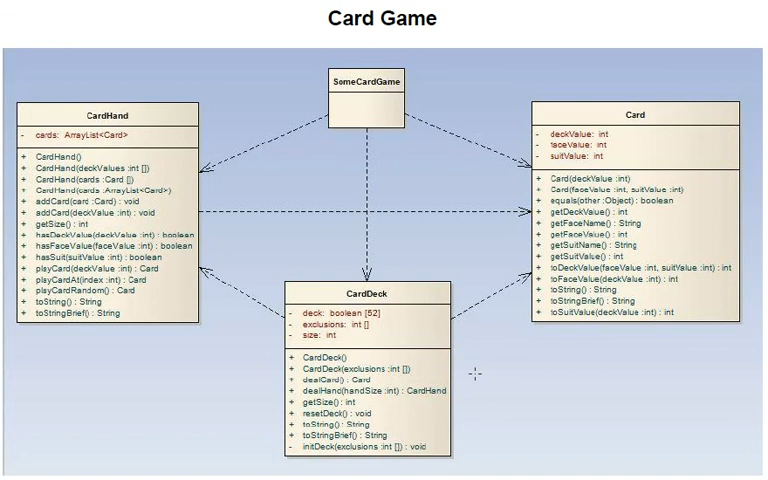 Card Game
SomeCardGame
CardHand
- cards: ArrayList<Card>
+ CardHand()
+ CardHand(deckValues :int [])
+ CardHand(cards :Card [])
+ CardHand(cards :ArrayList<Card>)
+ addCard(card :Card) : void
+ addCard(deckValue :int) : void
+ getSize() : int
+ hasDeckValue(deckValue :int) : boolean
+ hasFaceValue(faceValue :int) : boolean
+ hasSuit(suitValue :int) : boolean
+ playCard(deckValue :int) : Card
+ playCardAt(index :int) : Card
+ playCardRandom() : Card
+ toString() : String
+ toStringBrief() : String
Card
- deckValue: int
- faceValue: int
- suitValue: int
+ Card(deckValue :int)
+ Card(faceValue :int, suitValue :int)
+ equals(other :Object) : boolean
+ getDeckValue() : int
+ getFaceName() : String
+ getFaceValue() : int
+ getSuitName() : String
+ getSuitValue() : int
+ toDeckValue(faceValue :int, suitValue :int) : int
+ toFaceValue(deckValue :int) : int
+ toString() : String
+ toStringBrief() : String
+ toSuitValue(deckValue :int) : int
CardDeck
- deck: boolean [52]
- exclusions: int []
- size: int
+ CardDeck()
+ CardDeck(exclusions :int [])
+ dealCard() : Card
+ dealHand(handSize :int) : CardHand
+ getSize() : int
+ resetDeck() : void
+ toString() : String
+ toStringBrief() : String
- initDeck(exclusions :int []) : void